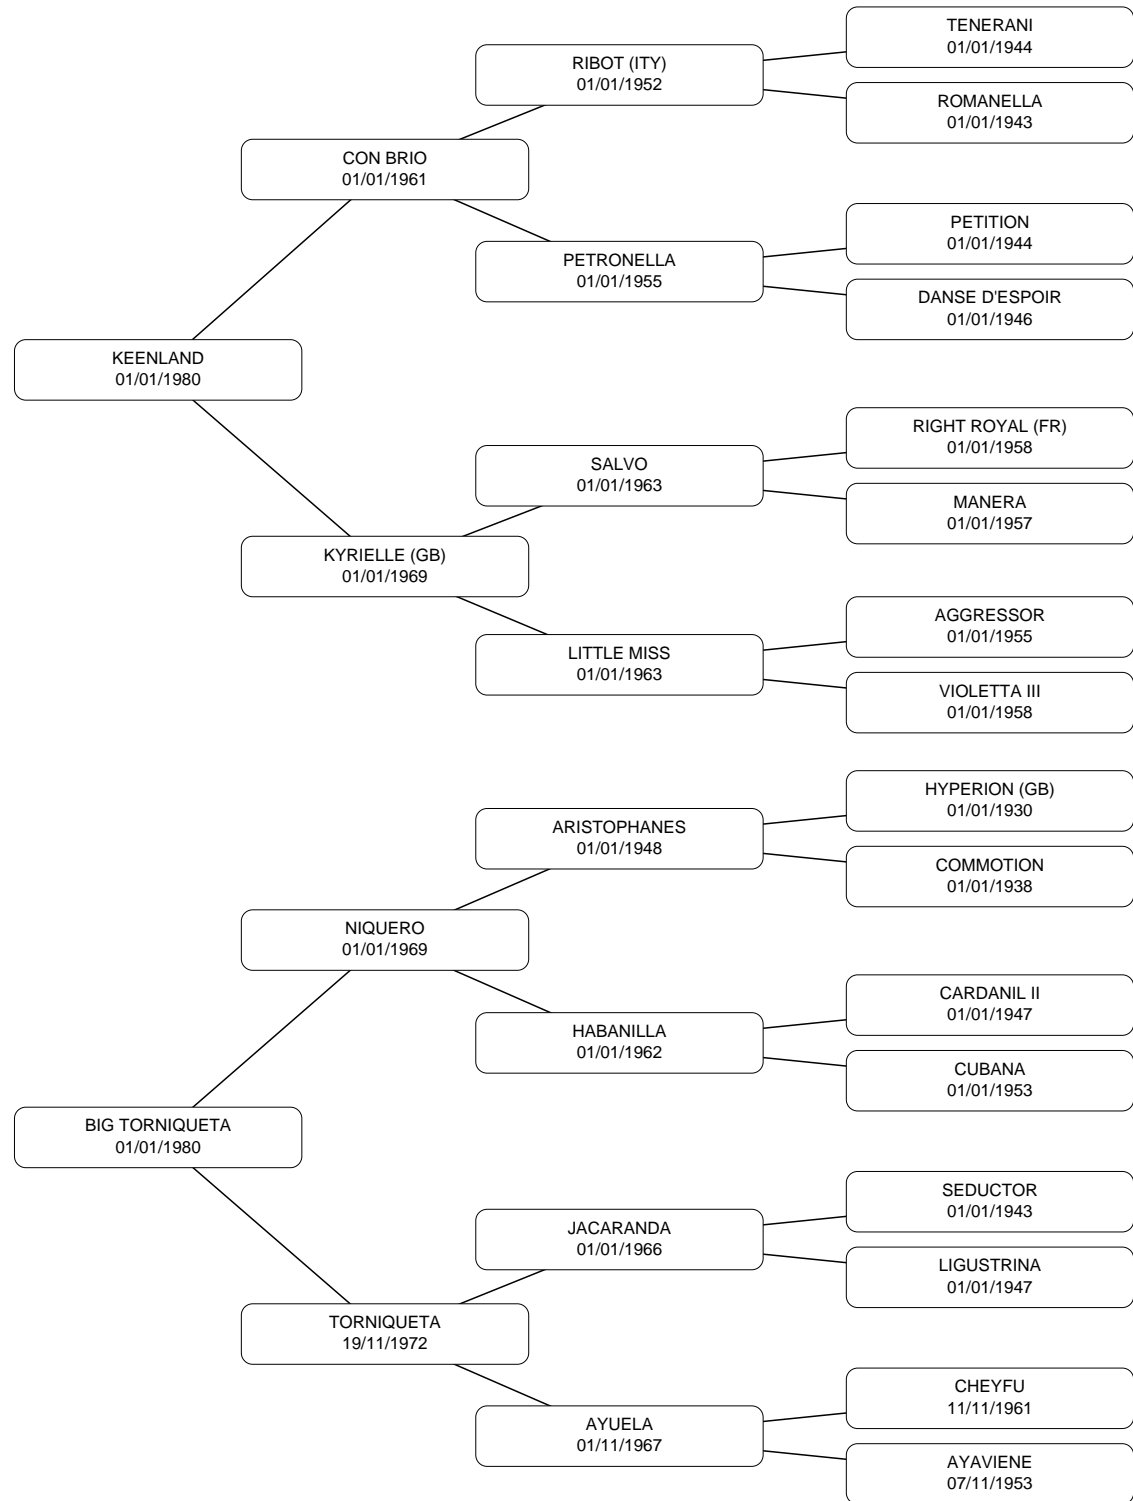 TENERANI
01/01/1944
RIBOT (ITY)
01/01/1952
ROMANELLA
01/01/1943
CON BRIO
01/01/1961
PETITION
01/01/1944
PETRONELLA
01/01/1955
DANSE D'ESPOIR
01/01/1946
KEENLAND
01/01/1980
RIGHT ROYAL (FR)
01/01/1958
SALVO
01/01/1963
MANERA
01/01/1957
KYRIELLE (GB)
01/01/1969
AGGRESSOR
01/01/1955
LITTLE MISS
01/01/1963
VIOLETTA III
01/01/1958
HYPERION (GB)
01/01/1930
ARISTOPHANES
01/01/1948
COMMOTION
01/01/1938
NIQUERO
01/01/1969
CARDANIL II
01/01/1947
HABANILLA
01/01/1962
CUBANA
01/01/1953
BIG TORNIQUETA
01/01/1980
SEDUCTOR
01/01/1943
JACARANDA
01/01/1966
LIGUSTRINA
01/01/1947
TORNIQUETA
19/11/1972
CHEYFU
11/11/1961
AYUELA
01/11/1967
AYAVIENE
07/11/1953